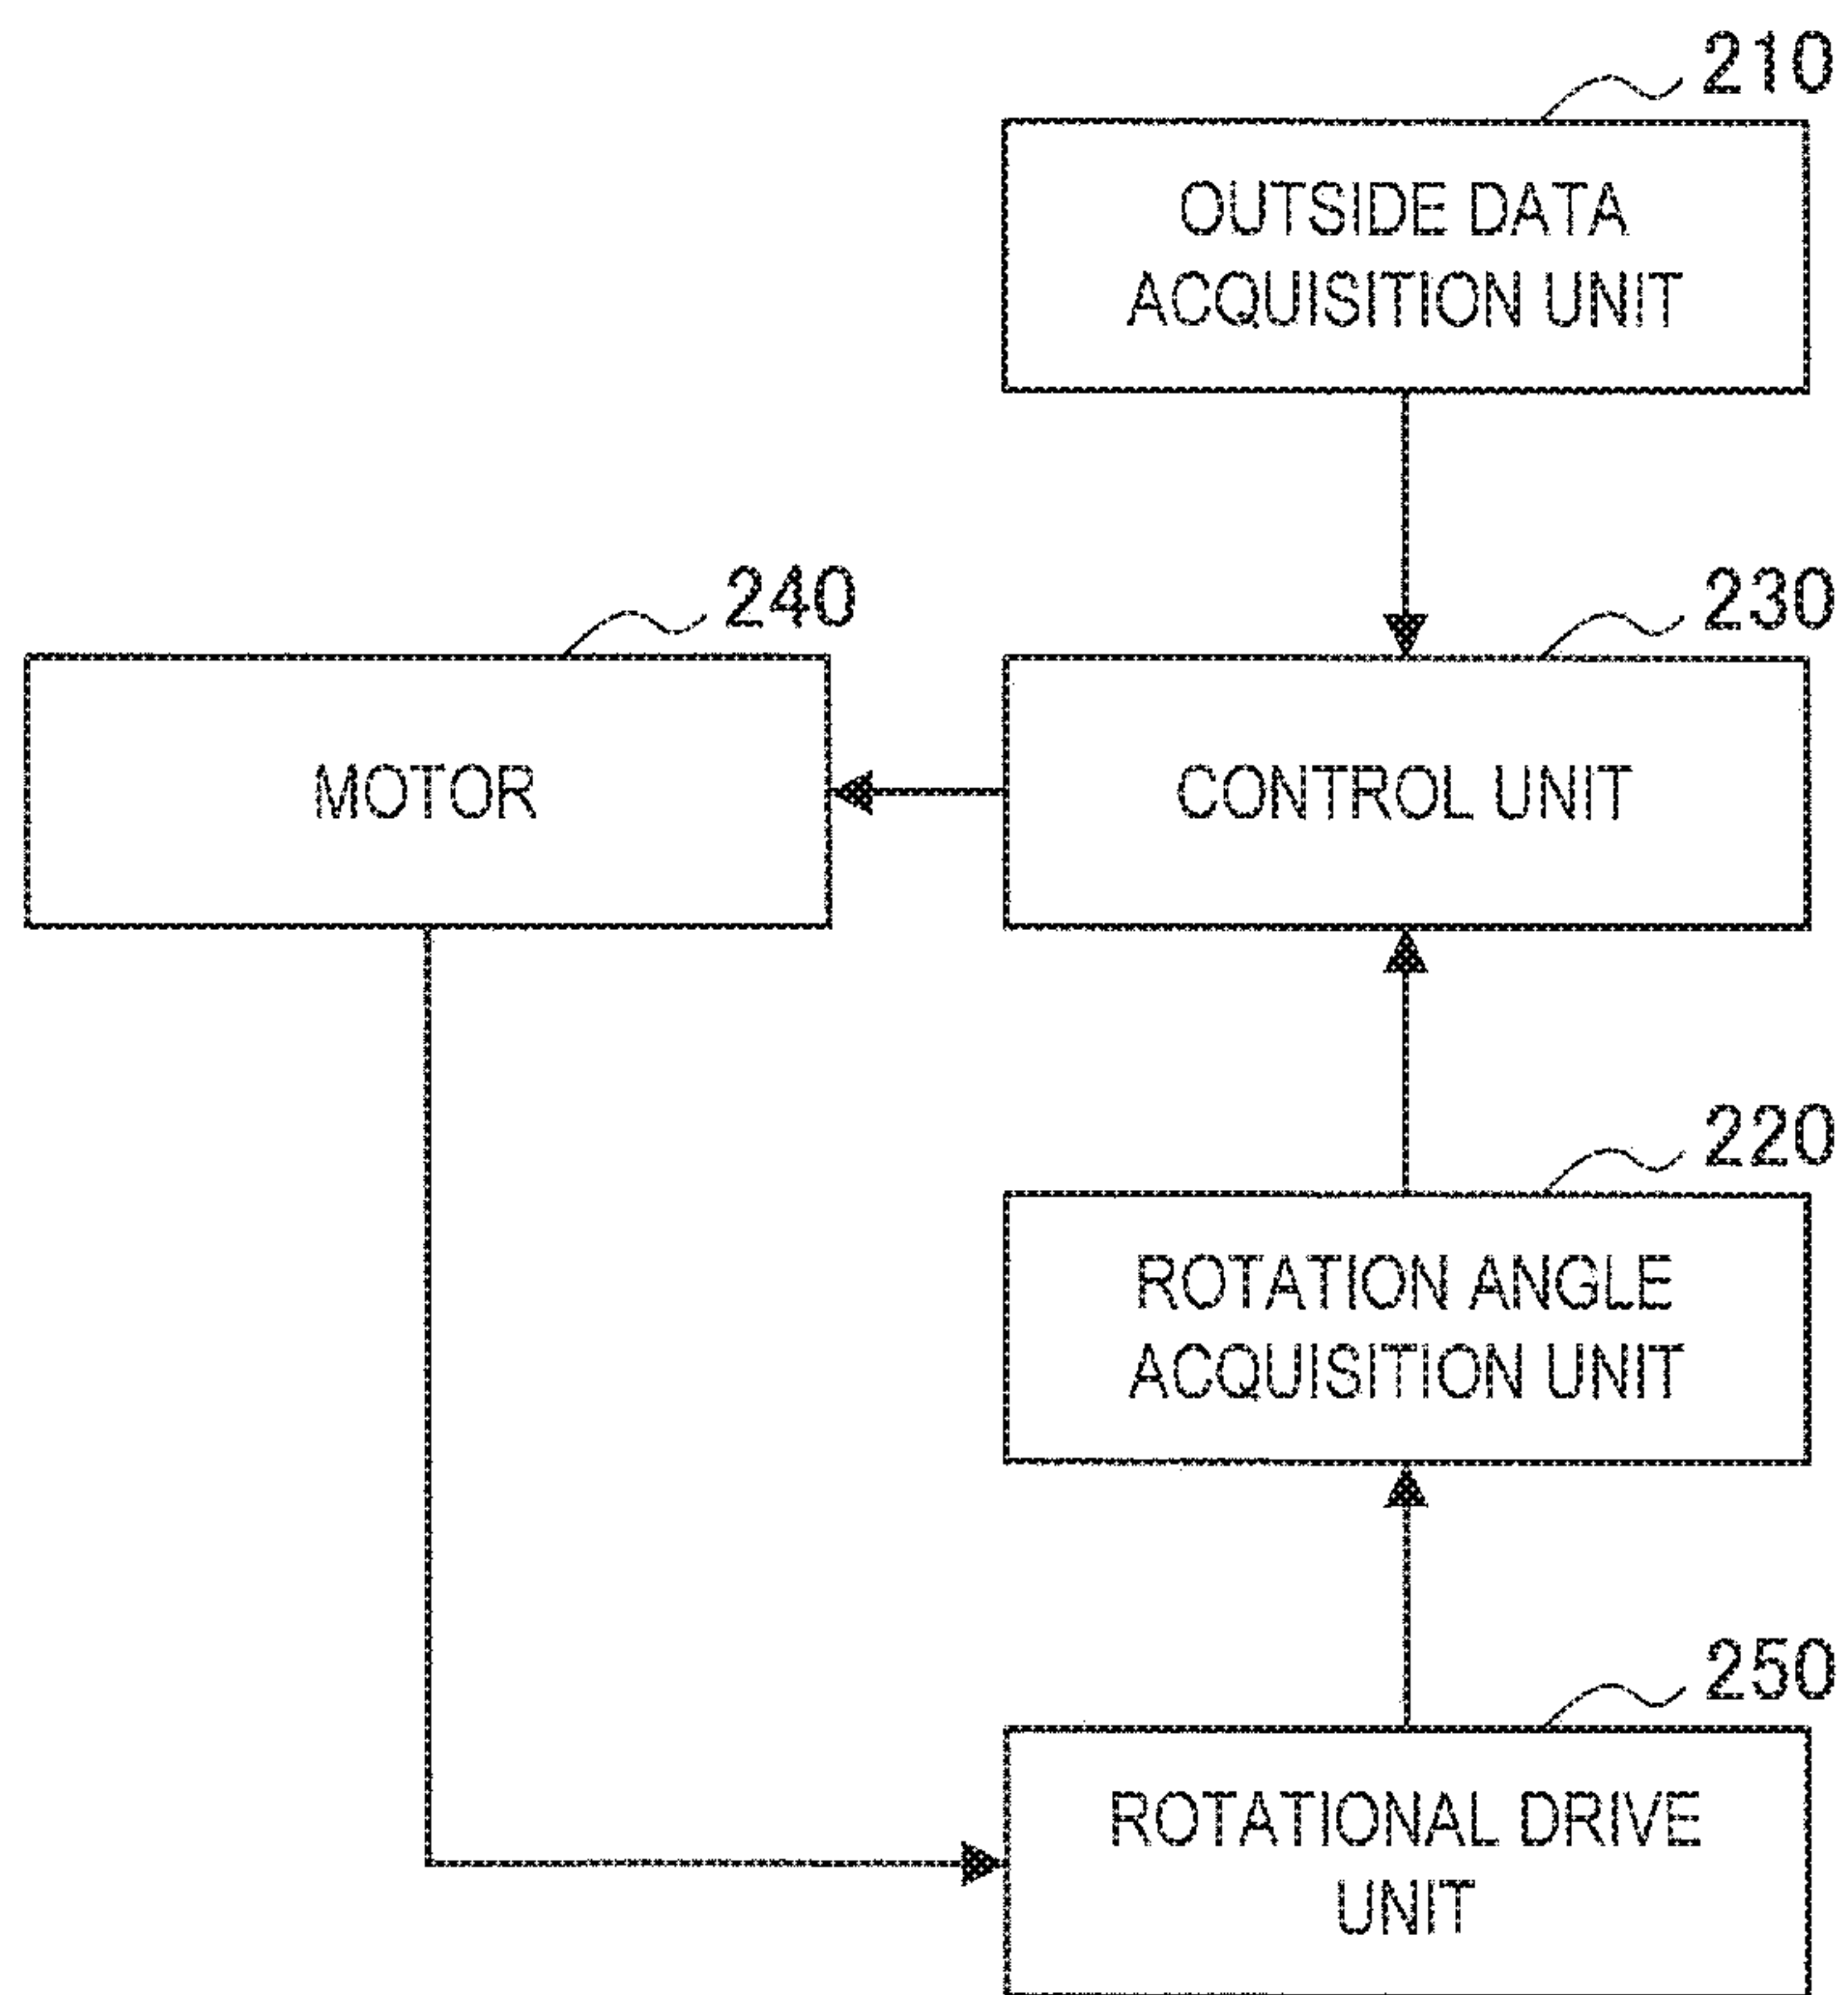 210
OUTSIDE DATA
ACQUISITION UNIT
240
230
MOTOR
CONTROL UNIT
220
ROTATION ANGLE
ACQUISITION UNIT
250
ROTATIONAL DRIVE
UNIT